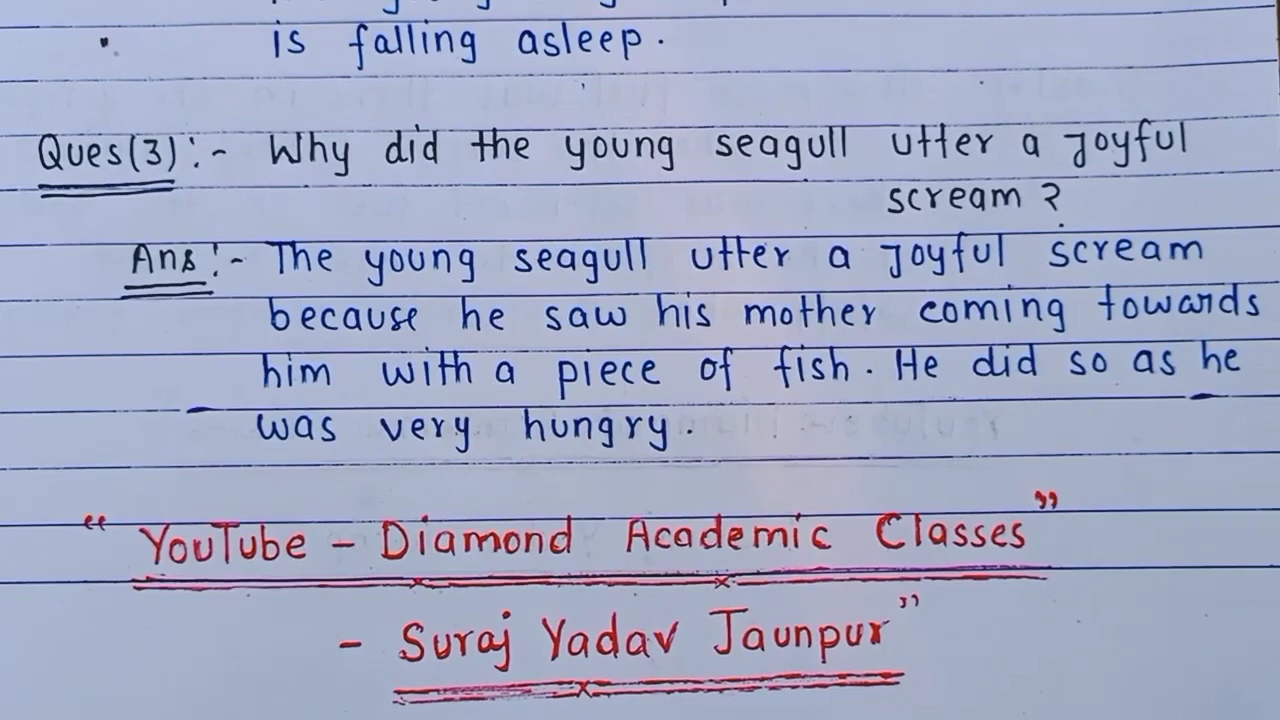 is falling asleep.
Ques(3):- Why did the young seagull utter a Joyful
scream?
Ans:- The young seagull utter a Joyful scream
because he saw his mother coming towards
him with a piece of fish. He did so as he
was very hungry.
“ YouTube - Diamond Academic Classes”
- Suraj Yadav Jaunpur”